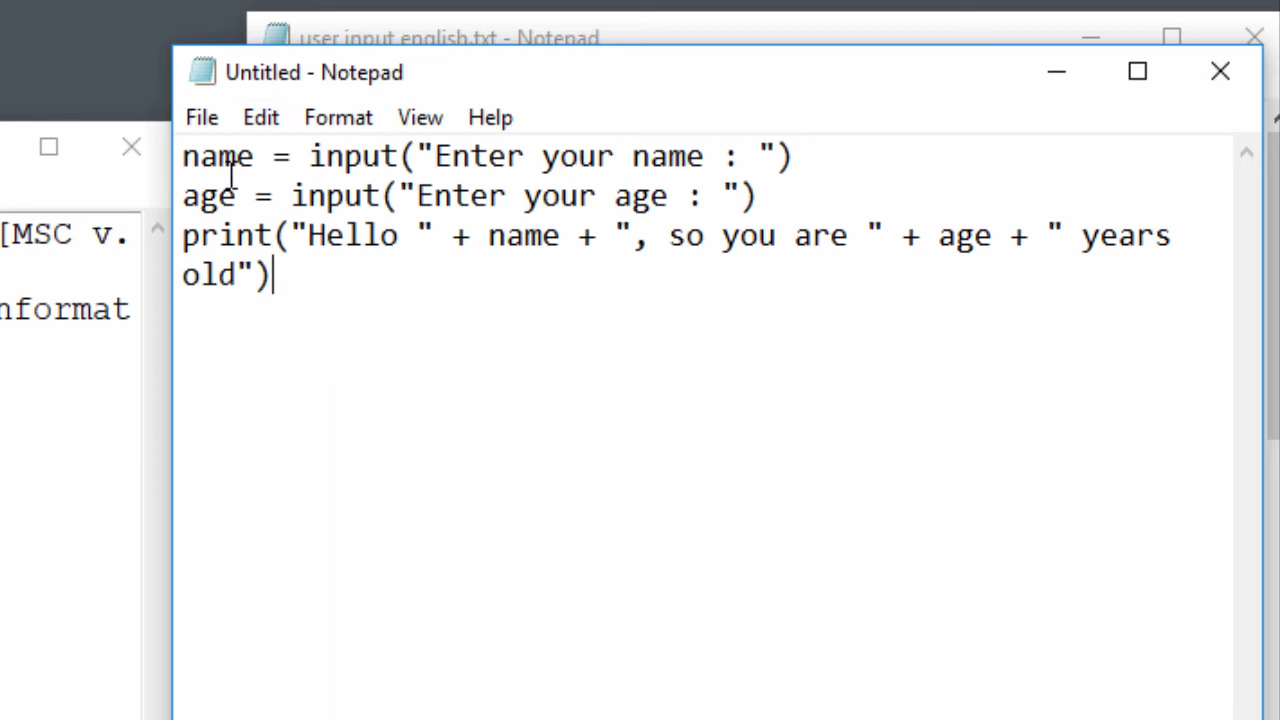 user input english.txt - Notepad
Untitled - Notepad
File Edit Format View Help
name = input("Enter your name : ")
age = input("Enter your age : ")
print("Hello " + name + ", so you are " + age + " years
old")
[MSC v.
nformat